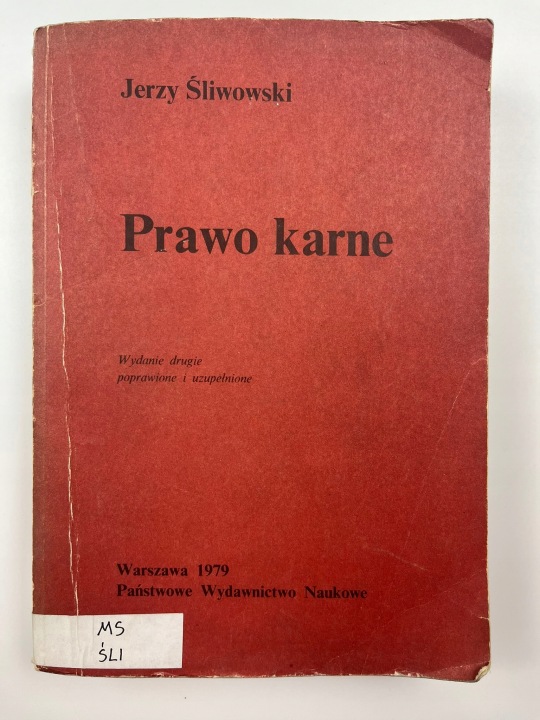 Jerzy Śliwowski
Prawo karne
Wydanie drugie
poprawione i uzupełnione
Warszawa 1979
Państwowe Wydawnictwo Naukowe
MS
ŚLI